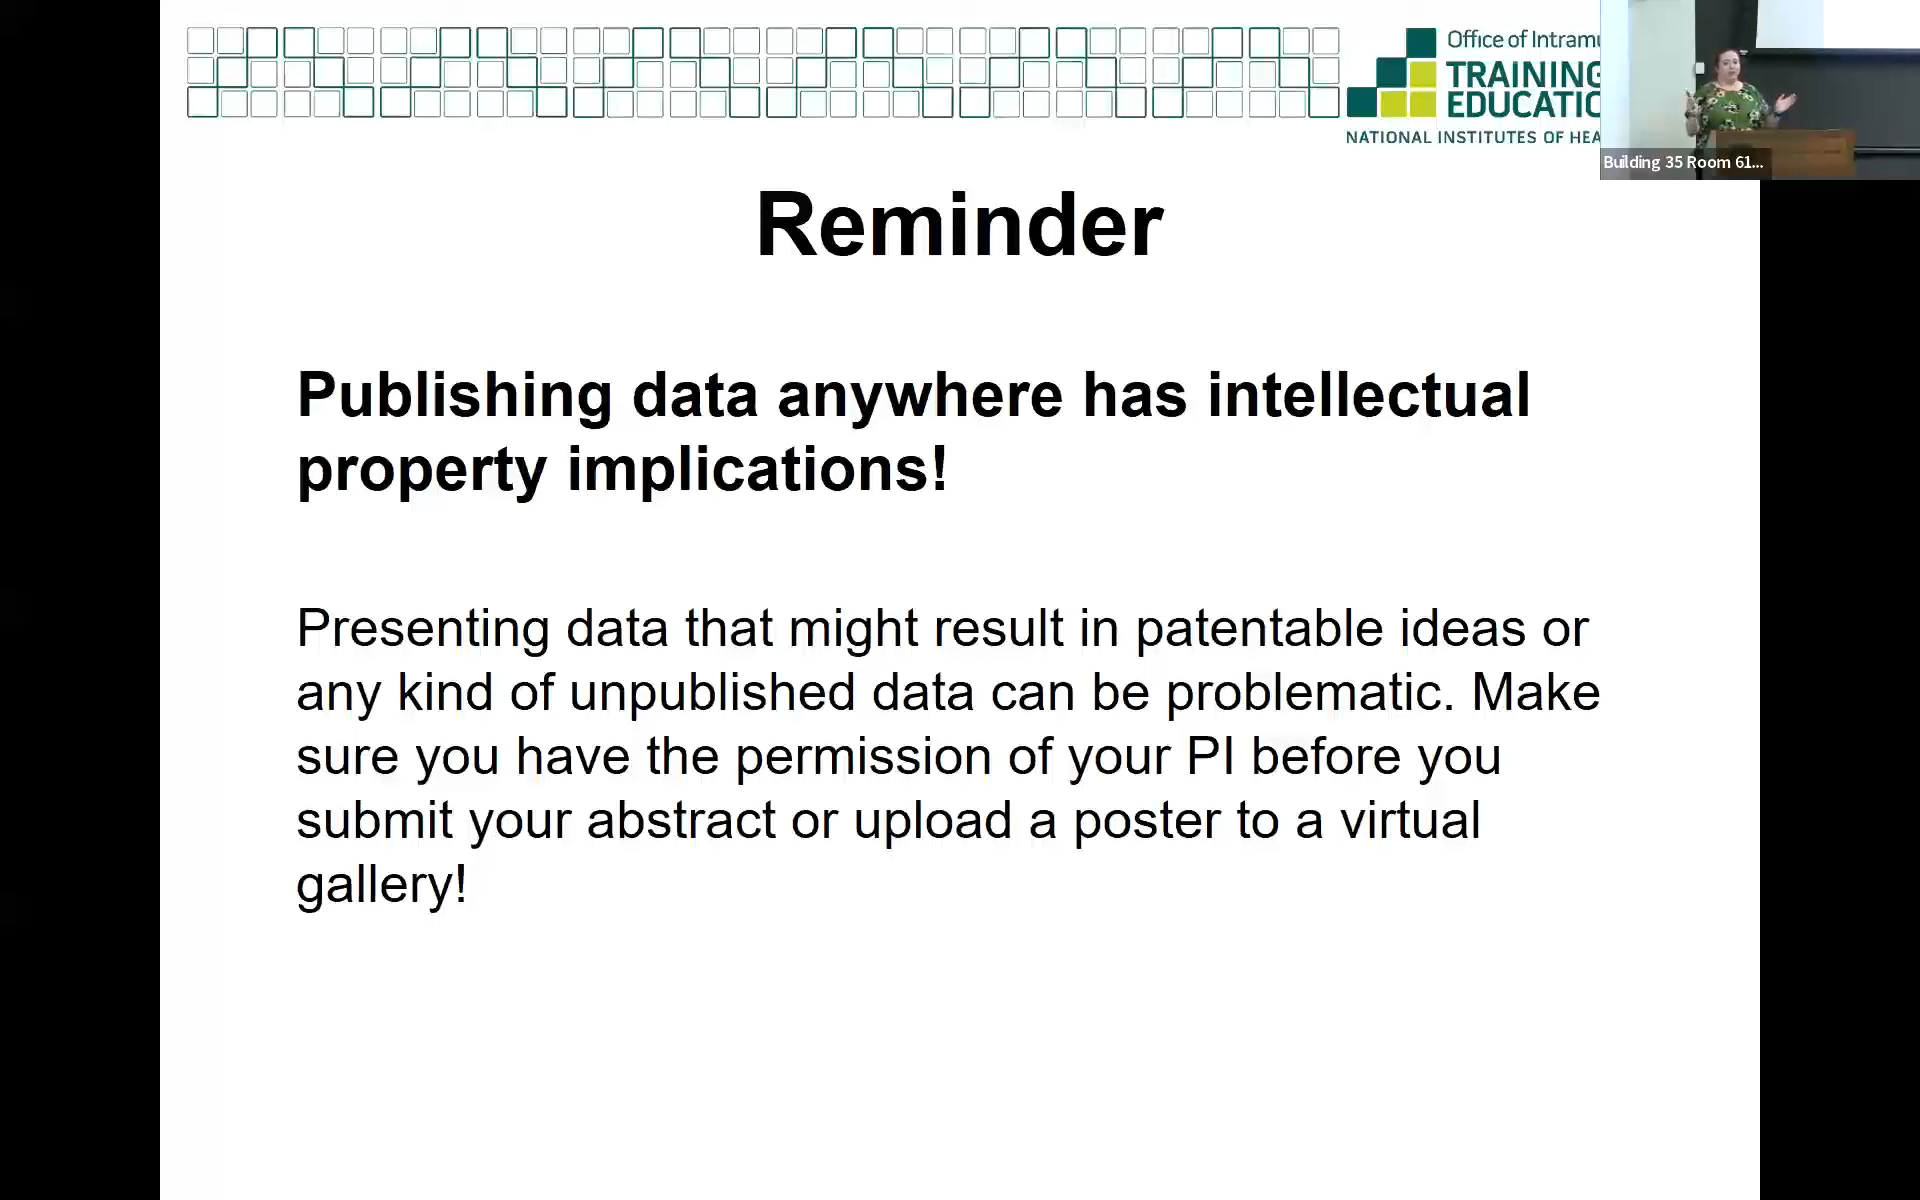 Office of Intramu
TRAINING
EDUCATIO
NATIONAL INSTITUTES OF HEA
Building 35 Room 61...
Reminder
Publishing data anywhere has intellectual
property implications!
Presenting data that might result in patentable ideas or
any kind of unpublished data can be problematic. Make
sure you have the permission of your PI before you
submit your abstract or upload a poster to a virtual
gallery!